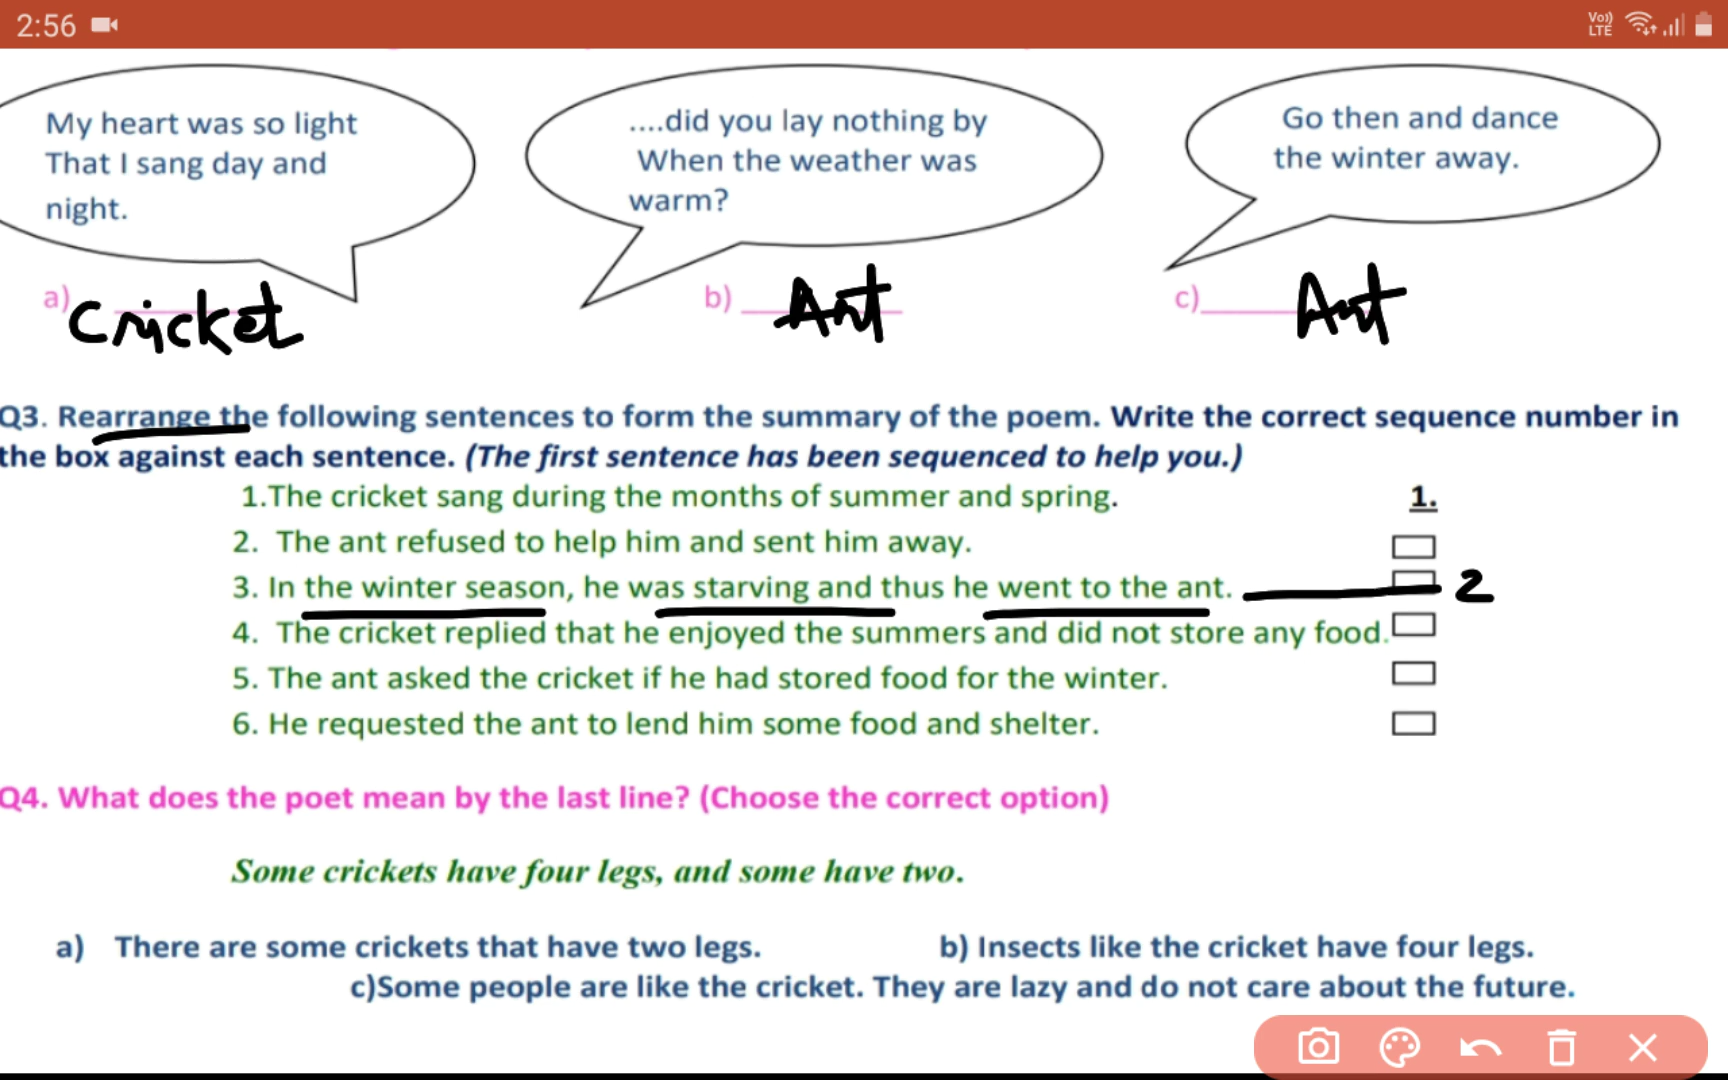 2:56
Vo))
LTE
My heart was so light
That I sang day and
night.
....did you lay nothing by
When the weather was
warm?
Go then and dance
the winter away.
a) Cricket
b) Ant
c) Ant
Q3. Rearrange the following sentences to form the summary of the poem. Write the correct sequence number in
the box against each sentence. (The first sentence has been sequenced to help you.)
1.The cricket sang during the months of summer and spring. 1.
2. The ant refused to help him and sent him away.
3. In the winter season, he was starving and thus he went to the ant. 2
4. The cricket replied that he enjoyed the summers and did not store any food.
5. The ant asked the cricket if he had stored food for the winter.
6. He requested the ant to lend him some food and shelter.
Q4. What does the poet mean by the last line? (Choose the correct option)
Some crickets have four legs, and some have two.
a) There are some crickets that have two legs. b) Insects like the cricket have four legs.
c)Some people are like the cricket. They are lazy and do not care about the future.